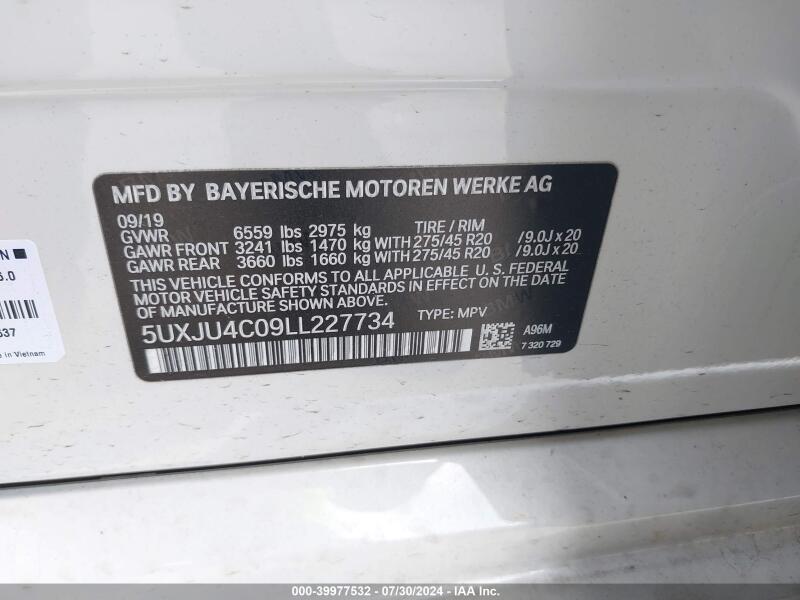 MFD BY BAYERISCHE MOTOREN WERKE AG
09/19
GVWR 6559 lbs 2975 kg TIRE / RIM
GAWR FRONT 3241 lbs 1470 kg WITH 275/45 R20 /9.0J x 20
GAWR REAR 3660 lbs 1660 kg WITH 275/45 R20 /9.0J x 20
THIS VEHICLE CONFORMS TO ALL APPLICABLE U.S. FEDERAL
MOTOR VEHICLE SAFETY STANDARDS IN EFFECT ON THE DATE
OF MANUFACTURE SHOWN ABOVE.
5UXJU4C09LL227734 TYPE: MPV
A96M
7 320 729
N
.0
637
e in Vietnam
000-39977532 / 07/30/2024 - IAA Inc.